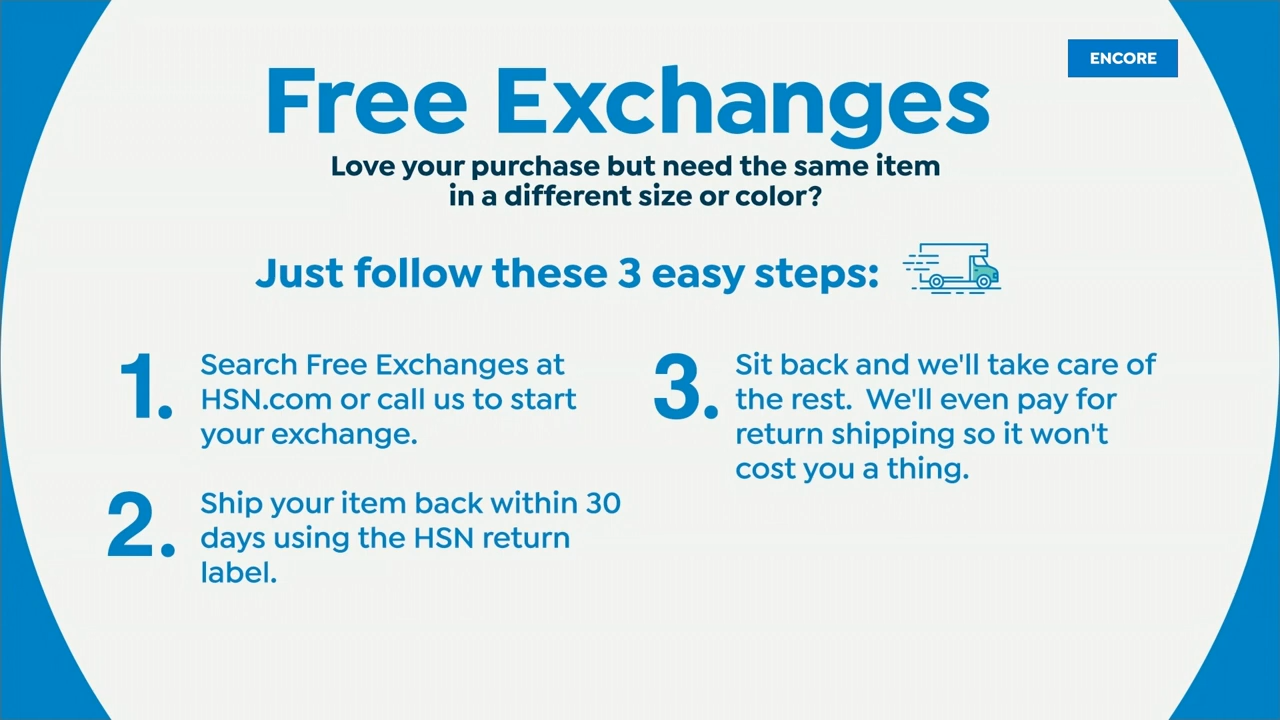 ENCORE
Free Exchanges
Love your purchase but need the same item
in a different size or color?
Just follow these 3 easy steps:
1. Search Free Exchanges at
HSN.com or call us to start
your exchange.
2. Ship your item back within 30
days using the HSN return
label.
3. Sit back and we'll take care of
the rest.  We'll even pay for
return shipping so it won't
cost you a thing.